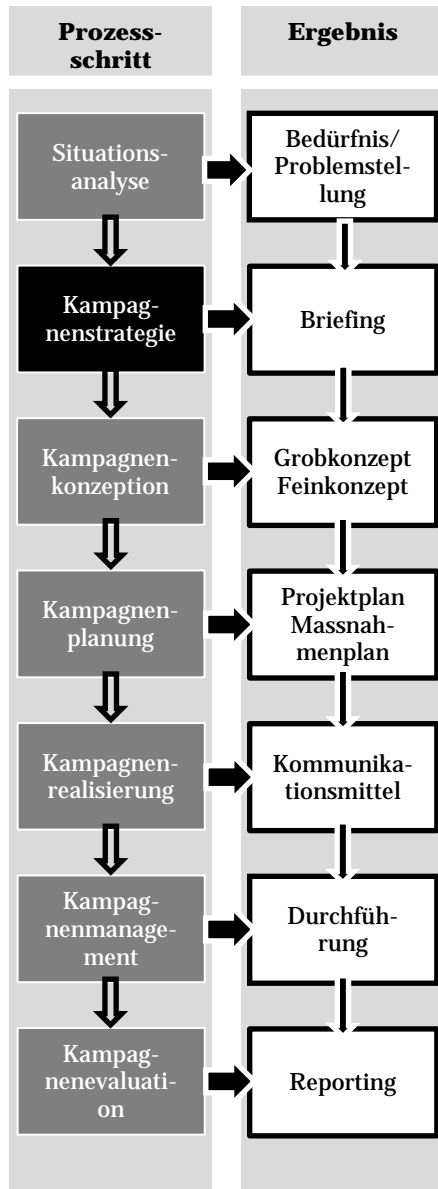 Prozess-
schritt
Ergebnis
Situations-
analyse
Bedürfnis/
Problemstel-
lung
Kampag-
nenstrategie
Briefing
Kampagnen-
konzeption
Grobkonzept
Feinkonzept
Kampagnen-
planung
Projektplan
Massnah-
menplan
Kampagnen-
realisierung
Kommunika-
tionsmittel
Kampag-
nenmanage-
ment
Durchfüh-
rung
Kampag-
nenevaluati-
on
Reporting